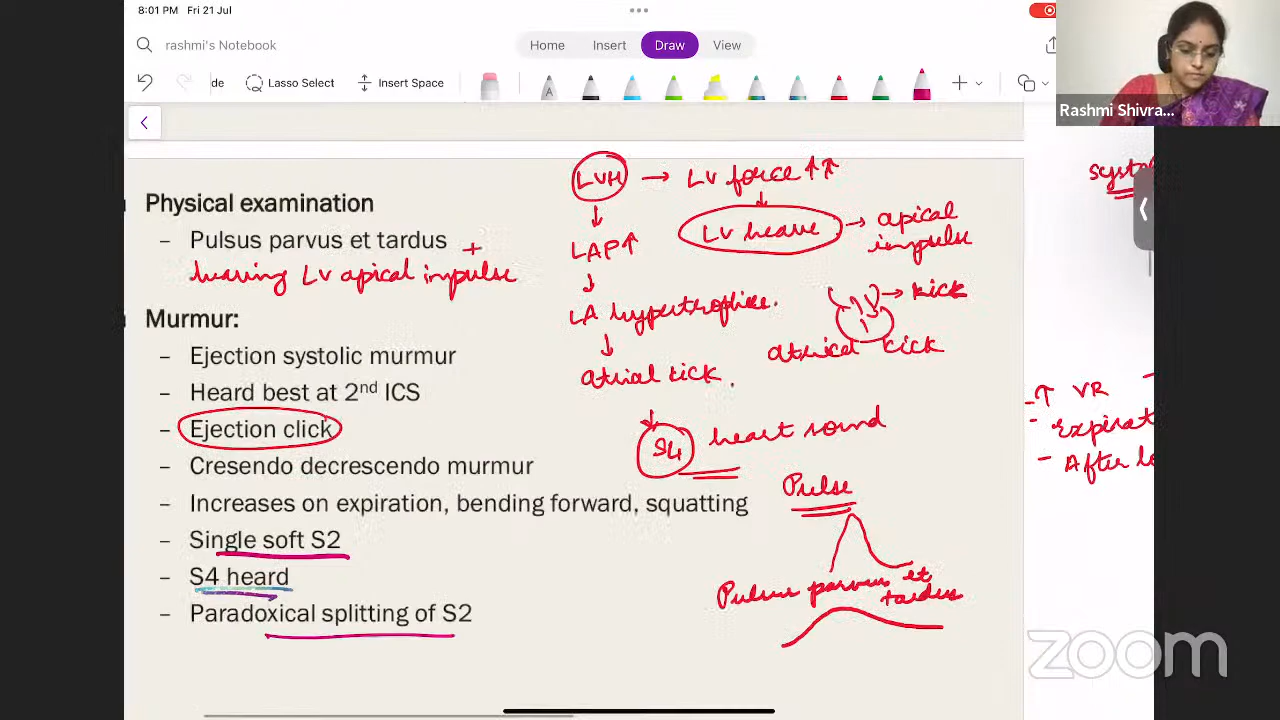 8:01 PM Fri 21 Jul
rashmi's Notebook
Home Insert Draw View
de Lasso Select Insert Space
Rashmi Shivra...
Physical examination
– Pulsus parvus et tardus +
heaving LV apical impulse
Murmur:
– Ejection systolic murmur
– Heard best at 2nd ICS
– Ejection click
– Cresendo decrescendo murmur
– Increases on expiration, bending forward, squatting
– Single soft S2
– S4 heard
– Paradoxical splitting of S2
LVH → LV force ↑↑
↓
LV heave → apical
impulse
↓
LAP↑
↓
LA
→ kick
atrical kick
↓
atrial kick.
↓
S4 heart sound
Pulse
Pulsus parvus et
tardus
systo
-↑ VR
- Expirat
- After
zoom